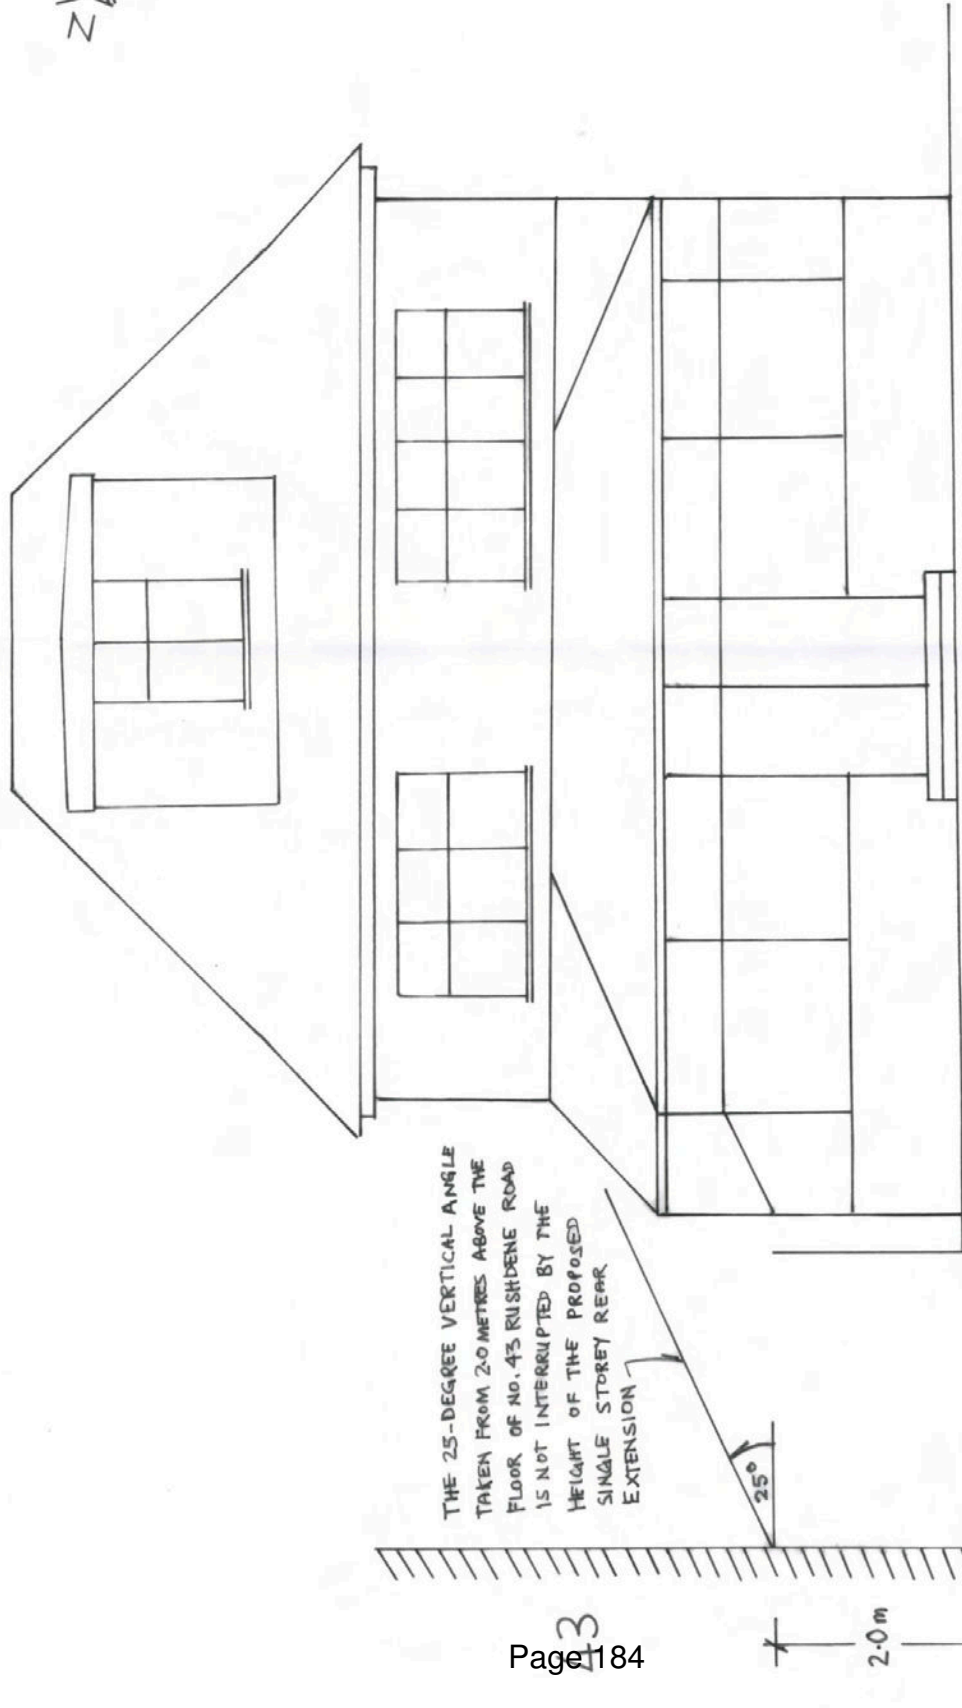 THE 25-DEGREE VERTICAL ANGLE
TAKEN FROM 2.0 METRES ABOVE THE
FLOOR OF NO. 43 RUSHDENE ROAD
IS NOT INTERRUPTED BY THE
HEIGHT OF THE PROPOSED
SINGLE STOREY REAR
EXTENSION
25°
43
2.0m
Page 184